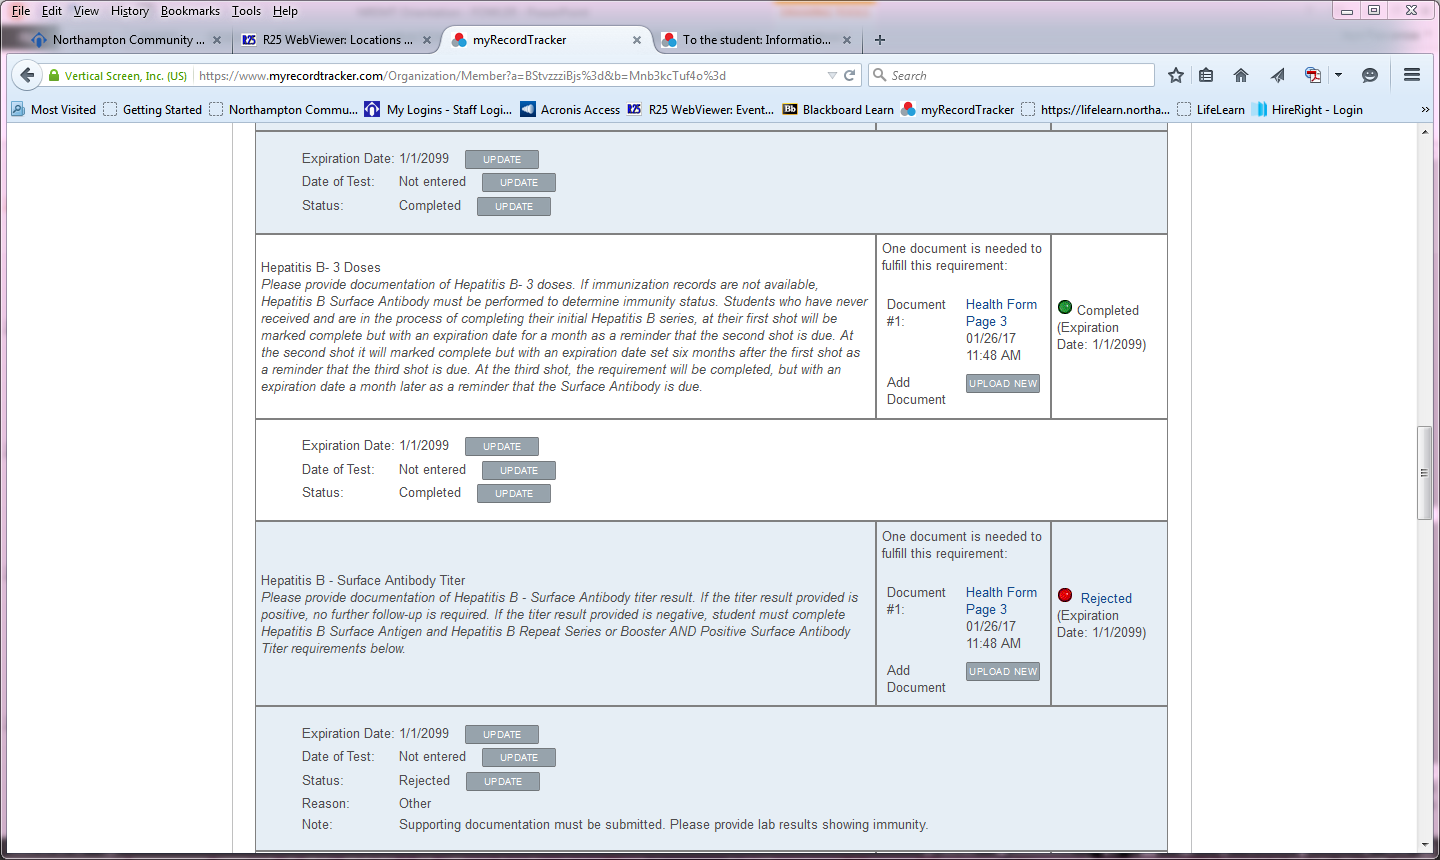 File Edit View History Bookmarks Tools Help
Northampton Community ... × R25 WebViewer: Locations ... × myRecordTracker × To the student: Informatio... × +
Vertical Screen, Inc. (US) https://www.myrecordtracker.com/Organization/Member?a=BStvzzziBjs%3d&b=Mnb3kcTuf4o%3d Search
Most Visited Getting Started Northampton Commu... My Logins - Staff Logi... Acronis Access R25 WebViewer: Event... Bb Blackboard Learn myRecordTracker https://lifelearn.northa... LifeLearn HireRight - Login »
Expiration Date: 1/1/2099 UPDATE
Date of Test: Not entered UPDATE
Status: Completed UPDATE
Hepatitis B- 3 Doses
Please provide documentation of Hepatitis B- 3 doses. If immunization records are not available,
Hepatitis B Surface Antibody must be performed to determine immunity status. Students who have never
received and are in the process of completing their initial Hepatitis B series, at their first shot will be
marked complete but with an expiration date for a month as a reminder that the second shot is due. At
the second shot it will marked complete but with an expiration date set six months after the first shot as
a reminder that the third shot is due. At the third shot, the requirement will be completed, but with an
expiration date a month later as a reminder that the Surface Antibody is due.
One document is needed to
fulfill this requirement:
Document Health Form
#1: Page 3
01/26/17
11:48 AM
Add UPLOAD NEW
Document
Completed
(Expiration
Date: 1/1/2099)
Expiration Date: 1/1/2099 UPDATE
Date of Test: Not entered UPDATE
Status: Completed UPDATE
Hepatitis B - Surface Antibody Titer
Please provide documentation of Hepatitis B - Surface Antibody titer result. If the titer result provided is
positive, no further follow-up is required. If the titer result provided is negative, student must complete
Hepatitis B Surface Antigen and Hepatitis B Repeat Series or Booster AND Positive Surface Antibody
Titer requirements below.
One document is needed to
fulfill this requirement:
Document Health Form
#1: Page 3
01/26/17
11:48 AM
Add UPLOAD NEW
Document
Rejected
(Expiration
Date: 1/1/2099)
Expiration Date: 1/1/2099 UPDATE
Date of Test: Not entered UPDATE
Status: Rejected UPDATE
Reason: Other
Note: Supporting documentation must be submitted. Please provide lab results showing immunity.